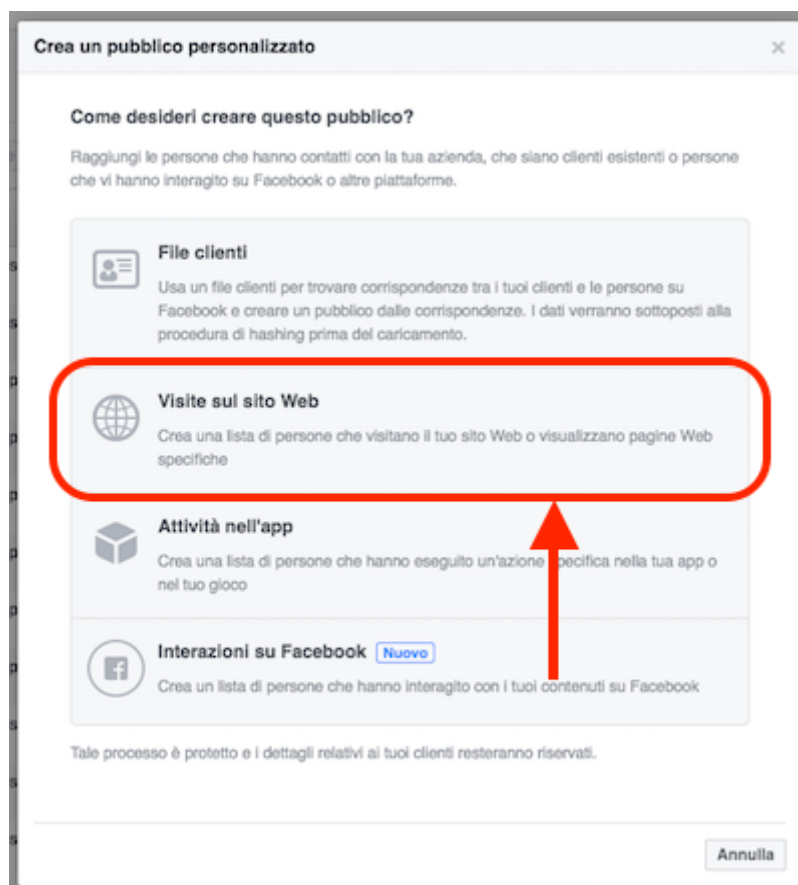 Crea un pubblico personalizzato
Come desideri creare questo pubblico?
Raggiungi le persone che hanno contatti con la tua azienda, che siano clienti esistenti o persone
che vi hanno interagito su Facebook o altre piattaforme.
File clienti
Usa un file clienti per trovare corrispondenze tra i tuoi clienti e le persone su
Facebook e creare un pubblico dalle corrispondenze. I dati verranno sottoposti alla
procedura di hashing prima del caricamento.
Visite sul sito Web
Crea una lista di persone che visitano il tuo sito Web o visualizzano pagine Web
specifiche
Attività nell'app
Crea una lista di persone che hanno eseguito un'azione specifica nella tua app o
nel tuo gioco
Interazioni su Facebook Nuovo
Crea un lista di persone che hanno interagito con i tuoi contenuti su Facebook
Tale processo è protetto e i dettagli relativi ai tuoi clienti resteranno riservati.
Annulla